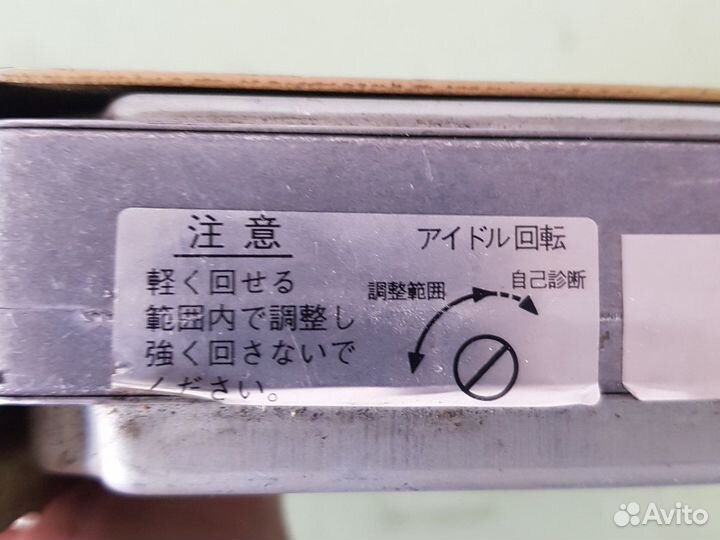 注意
軽く回せる
範囲内で調整し
強く回さないで
ください。
アイドル回転
調整範囲
自己診断
Avito